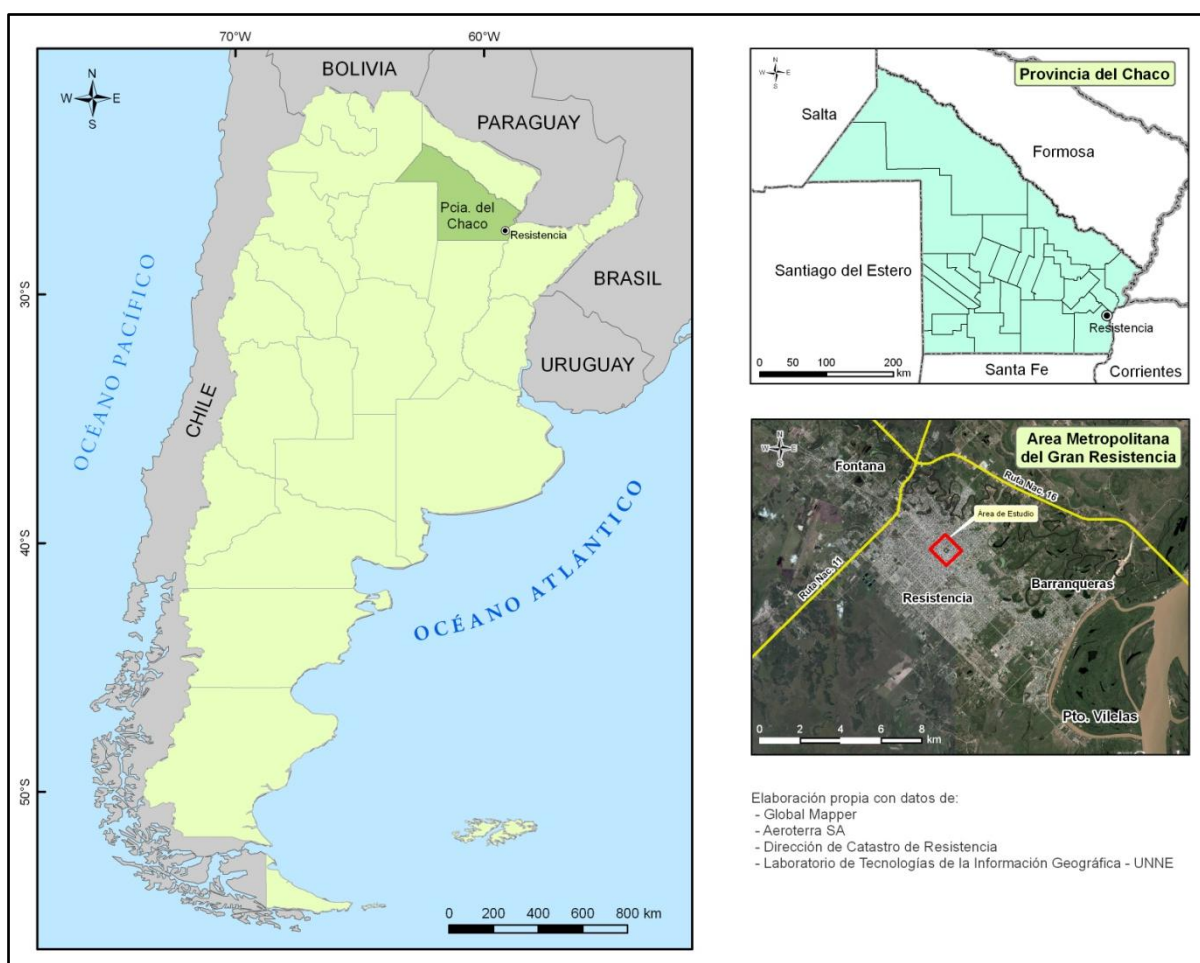 70°W
60°W
N
W
E
S
BOLIVIA
PARAGUAY
Pcia. del
Chaco
Resistencia
BRASIL
URUGUAY
CHILE
OCÉANO PACÍFICO
OCÉANO ATLÁNTICO
30°S
40°S
50°S
0 200 400 600 800 km
N
W
E
S
Provincia del Chaco
Salta
Formosa
Santiago del Estero
Resistencia
Santa Fe
Corrientes
0 50 100 200
km
N
W
E
S
Area Metropolitana
del Gran Resistencia
Fontana
Ruta Nac. 16
Área de Estudio
Ruta Nac. 11
Resistencia
Barranqueras
Pto. Vilelas
0 2 4 6 8
km
Elaboración propia con datos de:
- Global Mapper
- Aeroterra SA
- Dirección de Catastro de Resistencia
- Laboratorio de Tecnologías de la Información Geográfica - UNNE